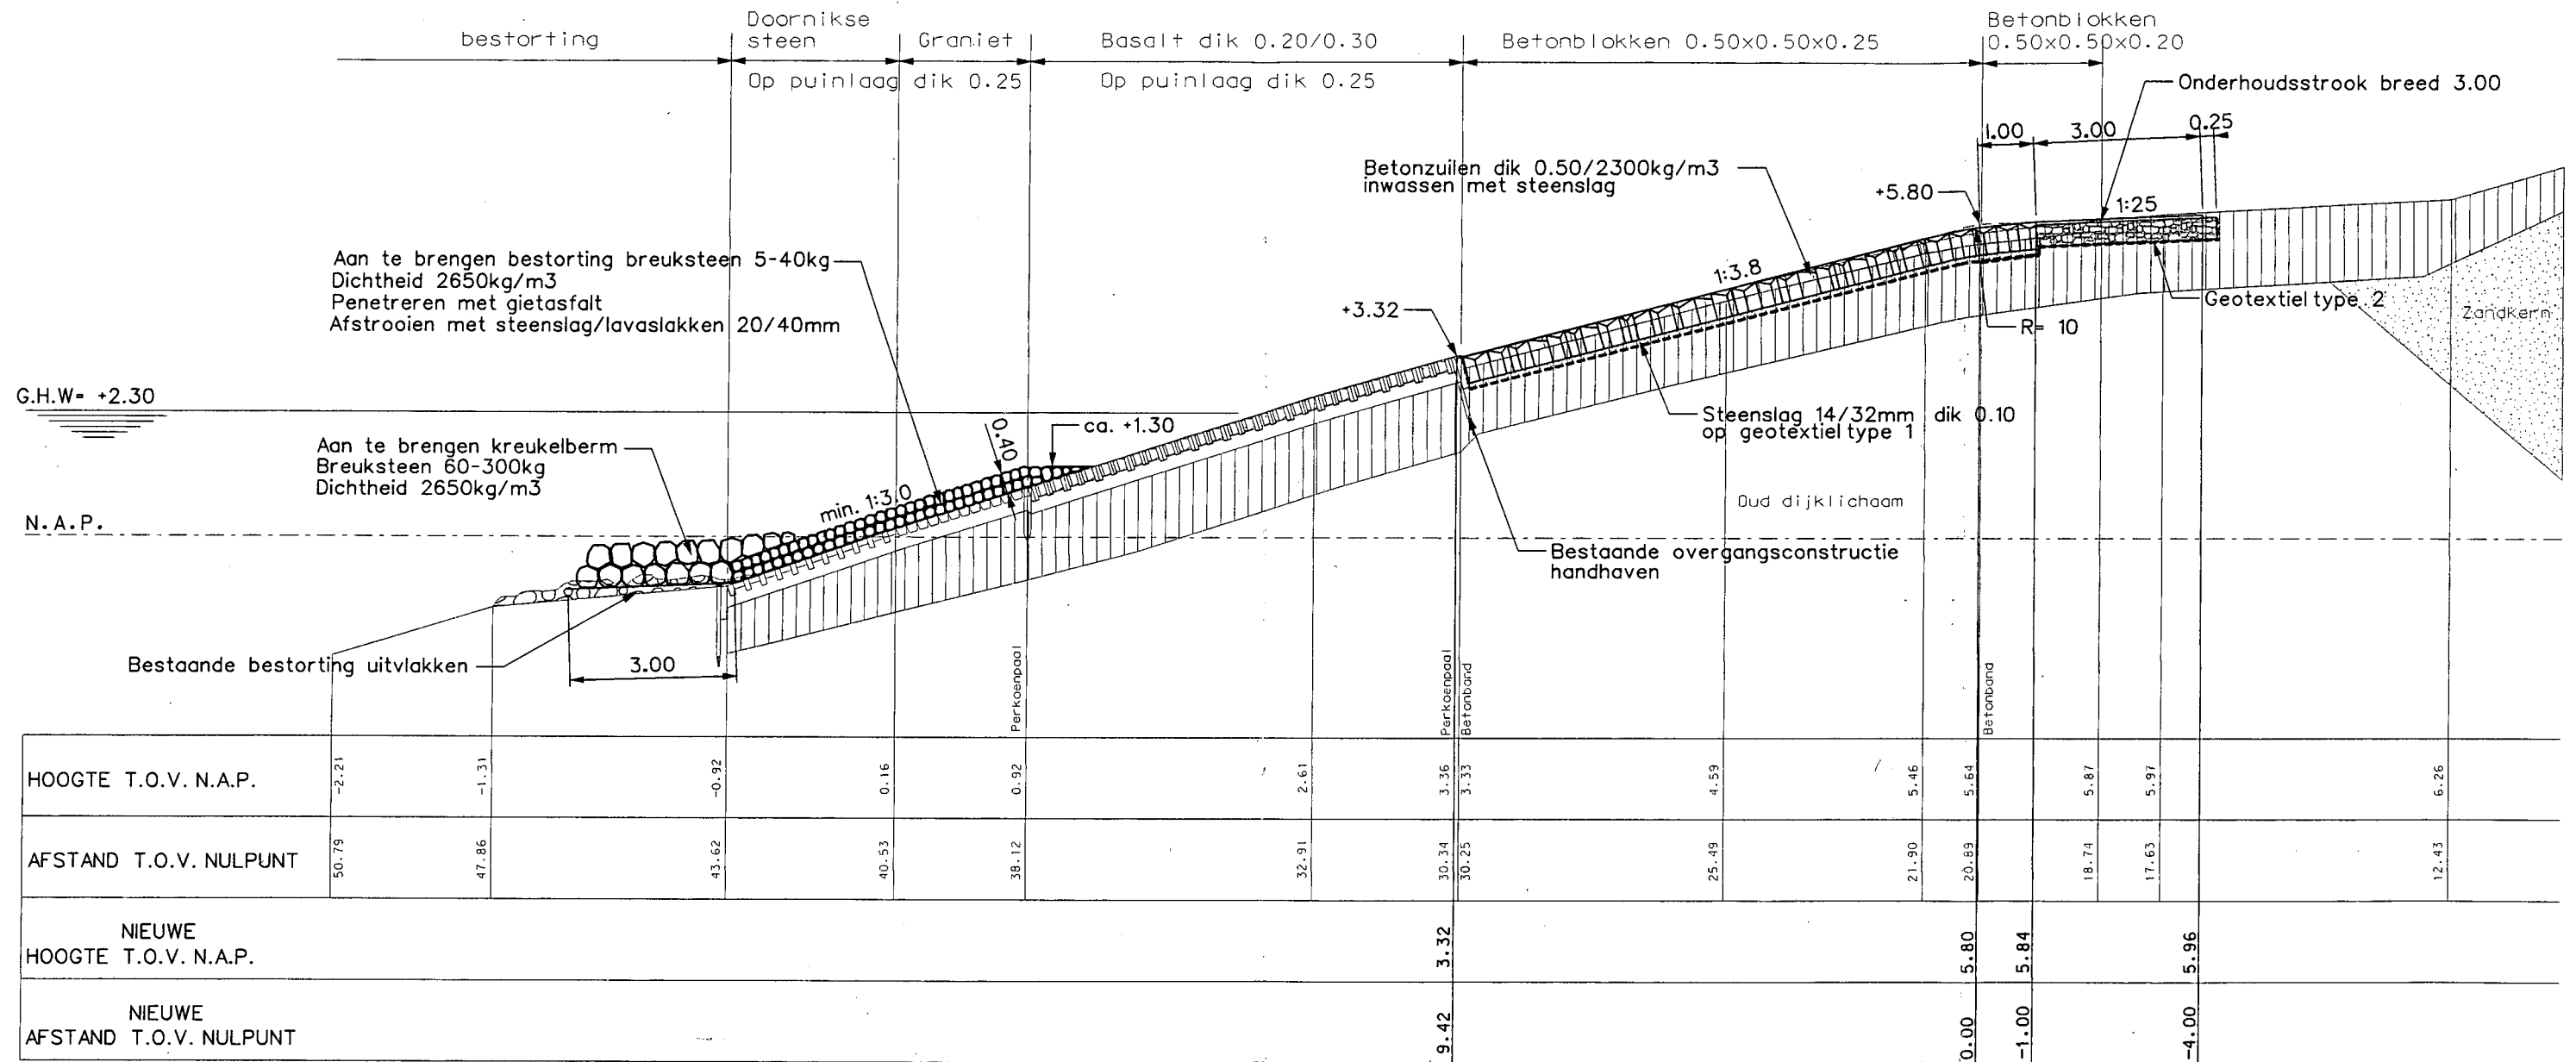 bestorting
Doornikse
steen
Graniet
Basalt dik 0.20/0.30
Betonblokken 0.50x0.50x0.25
Betonblokken
0.50x0.50x0.20
Op puinlaag dik 0.25
Op puinlaag dik 0.25
Onderhoudsstrook breed 3.00
1.00
3.00
0.25
Betonzuilen dik 0.50/2300kg/m3
inwassen met steenslag
+5.80
1:25
Aan te brengen bestorting breuksteen 5-40kg
Dichtheid 2650kg/m3
Penetreren met gietasfalt
Afstrooien met steenslag/lavaslakken 20/40mm
1:3.8
+3.32
Geotextiel type 2
R= 10
Zandkern
G.H.W= +2.30
Aan te brengen kreukelberm
Breuksteen 60-300kg
Dichtheid 2650kg/m3
0.40
ca. +1.30
Steenslag 14/32mm dik 0.10
op geotextiel type 1
min. 1:3.0
Oud dijklichaam
N.A.P.
Bestaande overgangsconstructie
handhaven
Bestaande bestorting uitvlakken
3.00
Perkoenpaal
Perkoenpaal
Betonband
Betonband
HOOGTE T.O.V. N.A.P.
-2.21
-1.31
-0.92
0.16
0.92
2.61
3.36
3.33
4.59
5.46
5.64
5.87
5.97
6.26
AFSTAND T.O.V. NULPUNT
50.79
47.86
43.62
40.53
38.12
32.91
30.34
30.25
25.49
21.90
20.89
18.74
17.63
12.43
NIEUWE
HOOGTE T.O.V. N.A.P.
3.32
5.80
5.84
5.96
NIEUWE
AFSTAND T.O.V. NULPUNT
9.42
0.00
-1.00
-4.00